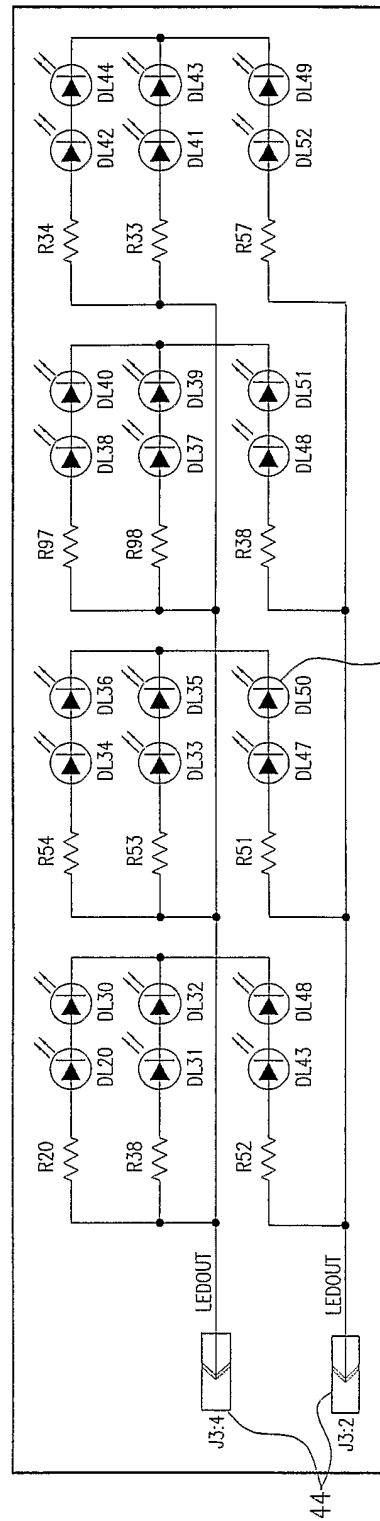 R20 R54 R97 R34
DL20 DL30 DL34 DL36 DL38 DL40 DL42 DL44
R38 R53 R98 R33
DL31 DL32 DL33 DL35 DL37 DL39 DL41 DL43
LEDOUT
J3:4
R52 R51 R38 R57
DL43 DL48 DL47 DL50 DL48 DL51 DL52 DL49
LEDOUT
J3:2
44